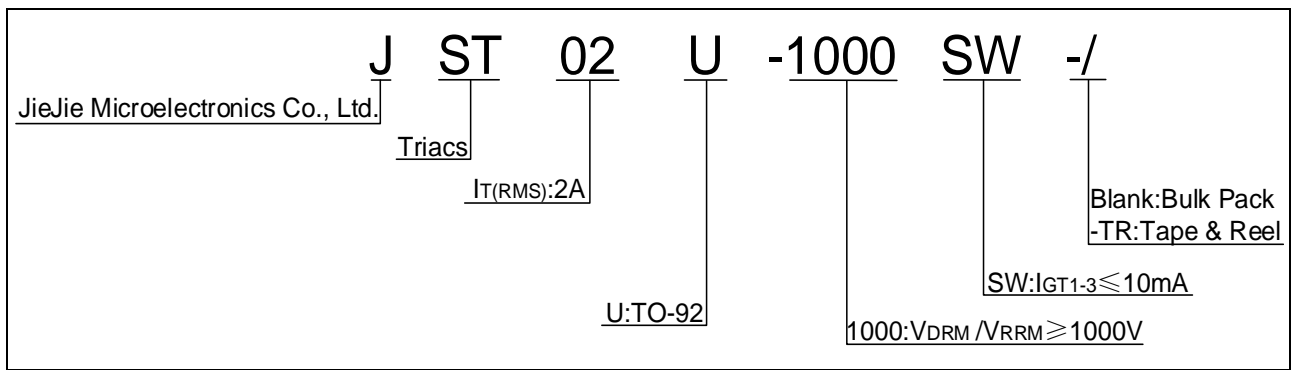 J ST 02 U -1000 SW -/
JieJie Microelectronics Co., Ltd.
Triacs
IT(RMS):2A
Blank:Bulk Pack
-TR:Tape & Reel
SW:IGT1-3≤10mA
U:TO-92
1000:VDRM /VRRM≥1000V